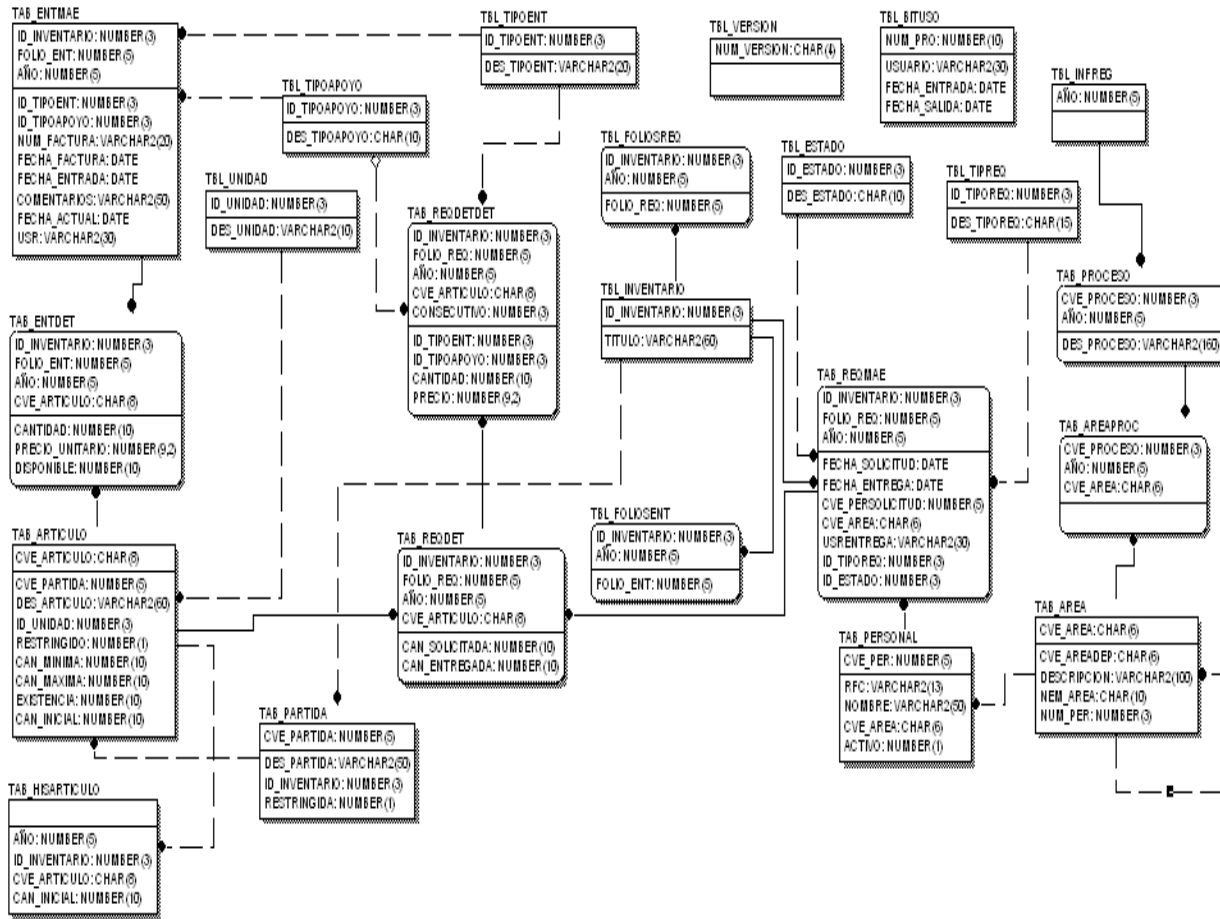 TAB_ENTMAE
ID_INVENTARIO: NUMBER(3)
FOLIO_ENT: NUMBER(5)
AÑO: NUMBER(5)
ID_TIPOENT: NUMBER(3)
ID_TIPOAPOYO: NUMBER(3)
NUM_FACTURA: VARCHAR2(20)
FECHA_FACTURA: DATE
FECHA_ENTRADA: DATE
COMENTARIOS: VARCHAR2(50)
FECHA_ACTUAL: DATE
USR: VARCHAR2(30)
TBL_TIPOENT
ID_TIPOENT: NUMBER(3)
DES_TIPOENT: VARCHAR2(20)
TBL_VERSION
NUM_VERSION: CHAR(4)
TBL_BITUSO
NUM_PRO: NUMBER(10)
USUARIO: VARCHAR2(30)
FECHA_ENTRADA: DATE
FECHA_SALIDA: DATE
TBL_INFREG
AÑO: NUMBER(5)
TBL_TIPOAPOYO
ID_TIPOAPOYO: NUMBER(3)
DES_TIPOAPOYO: CHAR(10)
TBL_FOLIOSREQ
ID_INVENTARIO: NUMBER(3)
AÑO: NUMBER(5)
FOLIO_REQ: NUMBER(5)
TBL_ESTADO
ID_ESTADO: NUMBER(3)
DES_ESTADO: CHAR(10)
TBL_TIPREQ
ID_TIPOREQ: NUMBER(3)
DES_TIPOREQ: CHAR(15)
TBL_UNIDAD
ID_UNIDAD: NUMBER(3)
DES_UNIDAD: VARCHAR2(10)
TAB_REQDETDET
ID_INVENTARIO: NUMBER(3)
FOLIO_REQ: NUMBER(5)
AÑO: NUMBER(5)
CVE_ARTICULO: CHAR(8)
CONSECUTIVO: NUMBER(3)
ID_TIPOENT: NUMBER(3)
ID_TIPOAPOYO: NUMBER(3)
CANTIDAD: NUMBER(10)
PRECIO: NUMBER(9,2)
TBL_INVENTARIO
ID_INVENTARIO: NUMBER(3)
TITULO: VARCHAR2(60)
TAB_PROCESO
CVE_PROCESO: NUMBER(3)
AÑO: NUMBER(5)
DES_PROCESO: VARCHAR2(160)
TAB_ENTDET
ID_INVENTARIO: NUMBER(3)
FOLIO_ENT: NUMBER(5)
AÑO: NUMBER(5)
CVE_ARTICULO: CHAR(8)
CANTIDAD: NUMBER(10)
PRECIO_UNITARIO: NUMBER(9,2)
DISPONIBLE: NUMBER(10)
TAB_REQMAE
ID_INVENTARIO: NUMBER(3)
FOLIO_REQ: NUMBER(5)
AÑO: NUMBER(5)
FECHA_SOLICITUD: DATE
FECHA_ENTREGA: DATE
CVE_PERSOLICITUD: NUMBER(5)
CVE_AREA: CHAR(6)
USRENTREGA: VARCHAR2(30)
ID_TIPOREQ: NUMBER(3)
ID_ESTADO: NUMBER(3)
TAB_AREAPROC
CVE_PROCESO: NUMBER(3)
AÑO: NUMBER(5)
CVE_AREA: CHAR(6)
TAB_ARTICULO
CVE_ARTICULO: CHAR(8)
CVE_PARTIDA: NUMBER(5)
DES_ARTICULO: VARCHAR2(60)
ID_UNIDAD: NUMBER(3)
RESTRINGIDO: NUMBER(1)
CAN_MINIMA: NUMBER(10)
CAN_MAXIMA: NUMBER(10)
EXISTENCIA: NUMBER(10)
CAN_INICIAL: NUMBER(10)
TAB_REQDET
ID_INVENTARIO: NUMBER(3)
FOLIO_REQ: NUMBER(5)
AÑO: NUMBER(5)
CVE_ARTICULO: CHAR(8)
CAN_SOLICITADA: NUMBER(10)
CAN_ENTREGADA: NUMBER(10)
TBL_FOLIOSENT
ID_INVENTARIO: NUMBER(3)
AÑO: NUMBER(5)
FOLIO_ENT: NUMBER(5)
TAB_PERSONAL
CVE_PER: NUMBER(5)
RFC: VARCHAR2(13)
NOMBRE: VARCHAR2(50)
CVE_AREA: CHAR(6)
ACTIVO: NUMBER(1)
TAB_AREA
CVE_AREA: CHAR(6)
CVE_AREADEP: CHAR(6)
DESCRIPCION: VARCHAR2(100)
NEM_AREA: CHAR(10)
NUM_PER: NUMBER(3)
TAB_PARTIDA
CVE_PARTIDA: NUMBER(5)
DES_PARTIDA: VARCHAR2(50)
ID_INVENTARIO: NUMBER(3)
RESTRINGIDA: NUMBER(1)
TAB_HISARTICULO
AÑO: NUMBER(5)
ID_INVENTARIO: NUMBER(3)
CVE_ARTICULO: CHAR(8)
CAN_INICIAL: NUMBER(10)